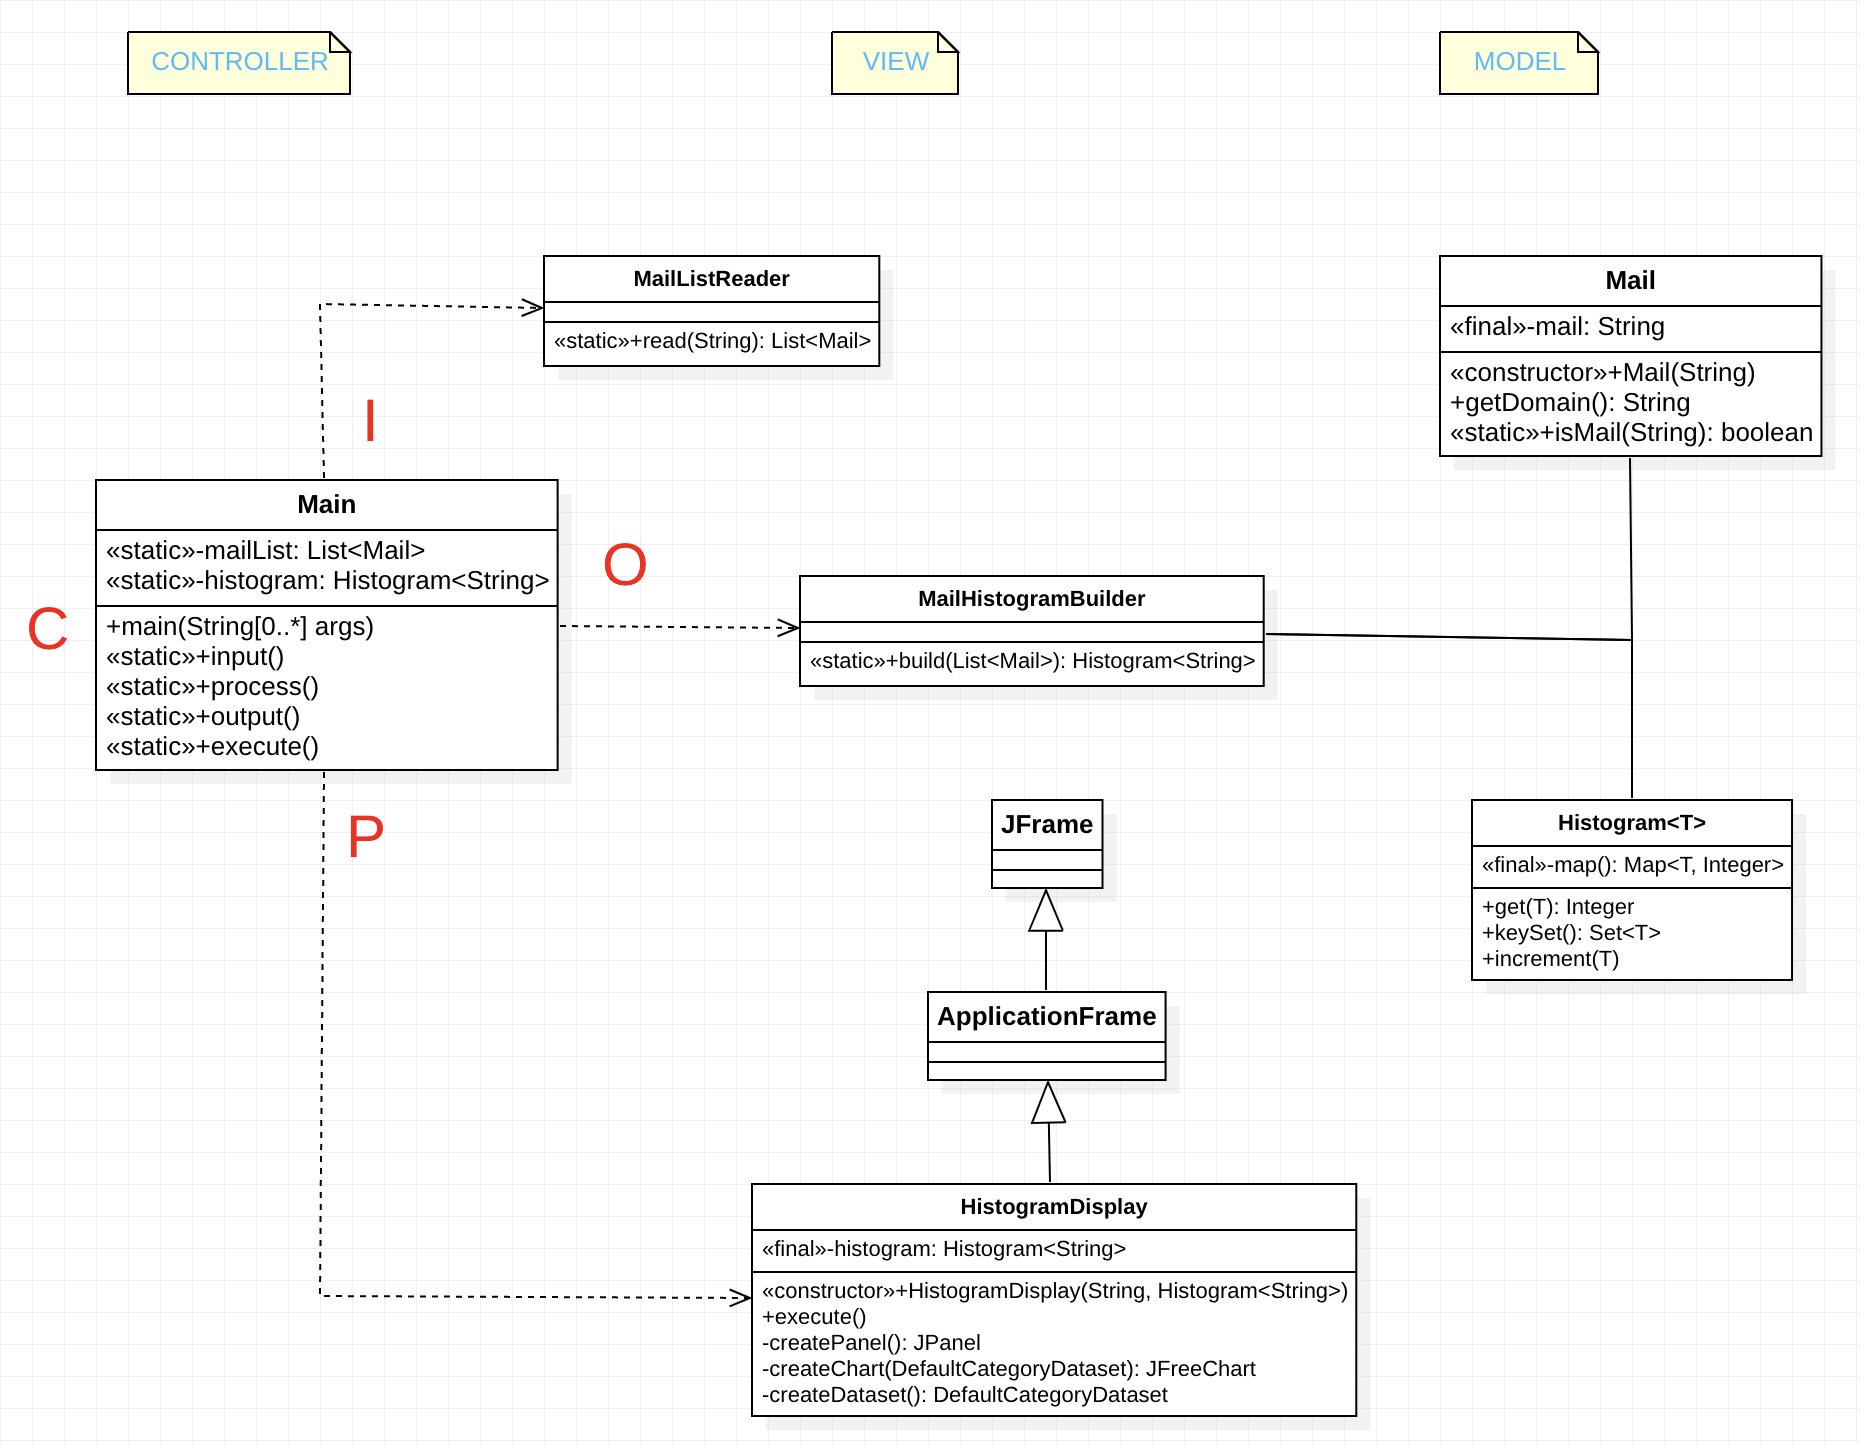 CONTROLLER
VIEW
MODEL
MailListReader
«static»+read(String): List<Mail>
Mail
«final»-mail: String
«constructor»+Mail(String)
+getDomain(): String
«static»+isMail(String): boolean
I
Main
«static»-mailList: List<Mail>
«static»-histogram: Histogram<String>
+main(String[0..*] args)
«static»+input()
«static»+process()
«static»+output()
«static»+execute()
O
C
MailHistogramBuilder
«static»+build(List<Mail>): Histogram<String>
P
JFrame
Histogram<T>
«final»-map(): Map<T, Integer>
+get(T): Integer
+keySet(): Set<T>
+increment(T)
ApplicationFrame
HistogramDisplay
«final»-histogram: Histogram<String>
«constructor»+HistogramDisplay(String, Histogram<String>)
+execute()
-createPanel(): JPanel
-createChart(DefaultCategoryDataset): JFreeChart
-createDataset(): DefaultCategoryDataset